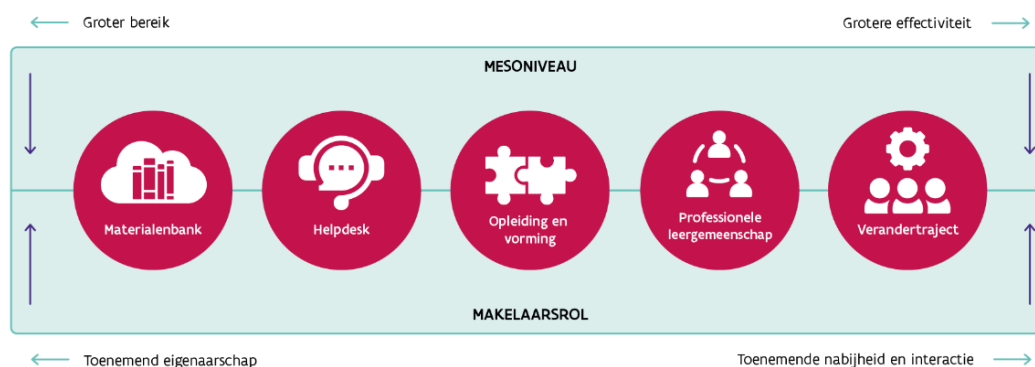 Groter bereik
Grotere effectiviteit
MESONIVEAU
Materialenbank
Helpdesk
Opleiding en
vorming
Professionele
leergemeenschap
Verandertraject
MAKELAARSROL
Toenemend eigenaarschap
Toenemende nabijheid en interactie